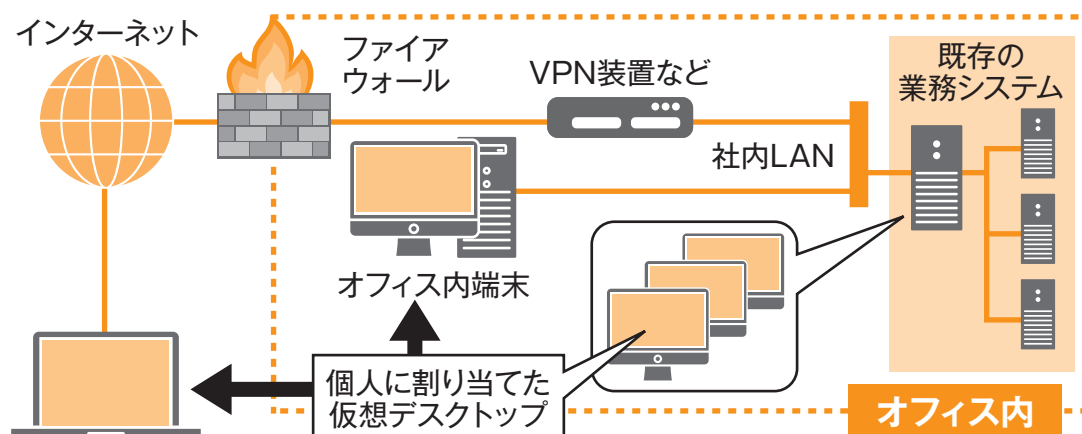 インターネット
ファイア
ウォール
VPN装置など
既存の
業務システム
社内LAN
オフィス内端末
個人に割り当てた
仮想デスクトップ
オフィス内